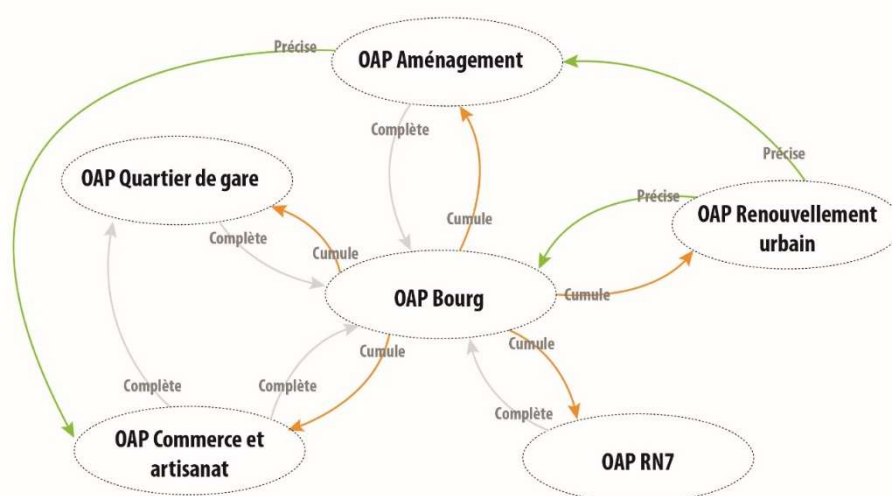 Précise
OAP Aménagement
Complète
Précise
OAP Quartier de gare
Précise
OAP Renouvellement
urbain
Cumule
Complète
Cumule
OAP Bourg
Cumule
Cumule
Cumule
Complète
Complète
Complète
OAP Commerce et
artisanat
OAP RN7